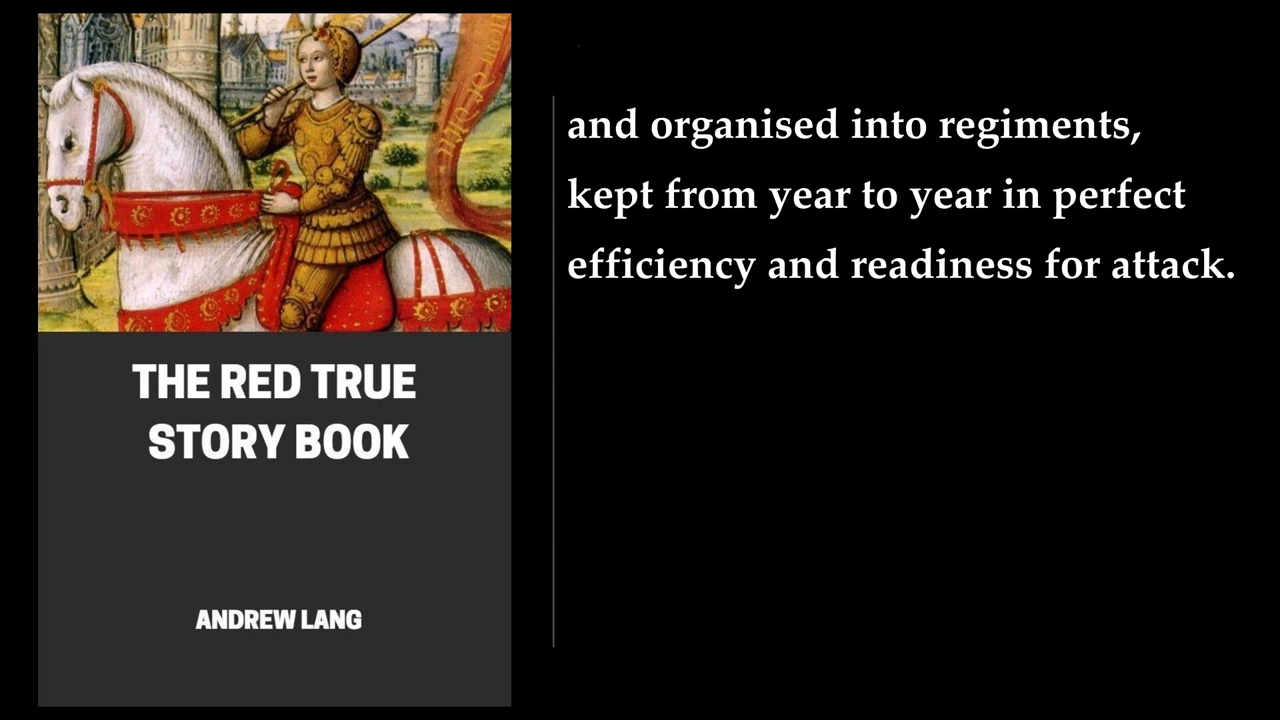 THE RED TRUE
STORY BOOK
ANDREW LANG
and organised into regiments,
kept from year to year in perfect
efficiency and readiness for attack.